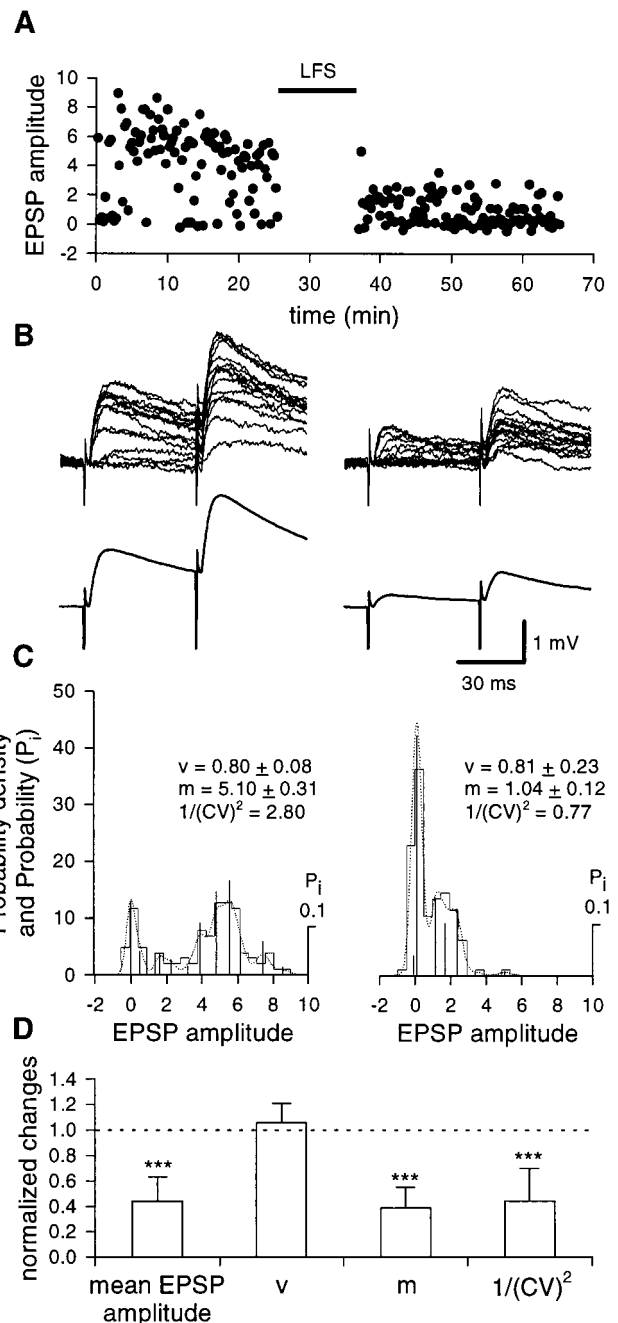 A
LFS
EPSP amplitude
10
8
6
4
2
0
-2
0 10 20 30 40 50 60 70
time (min)
B
1 mV
30 ms
C
density
and Probability (Pi)
50
40
30
20
10
0
v = 0.80 ± 0.08
m = 5.10 ± 0.31
1/(CV)² = 2.80
Pi
0.1
-2 0 2 4 6 8 10
EPSP amplitude
v = 0.81 ± 0.23
m = 1.04 ± 0.12
1/(CV)² = 0.77
Pi
0.1
-2 0 2 4 6 8 10
EPSP amplitude
D
normalized changes
1.4
1.2
1.0
0.8
0.6
0.4
0.2
0.0
***
***
***
mean EPSP
amplitude
v
m
1/(CV)²